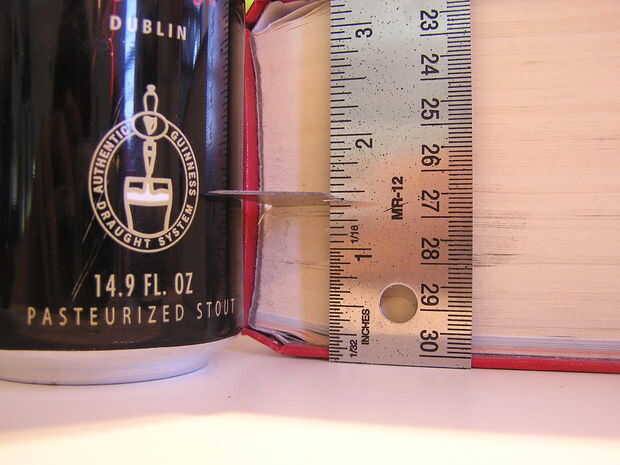 DUBLIN
AUTHENTIC GUINNESS
DRAUGHT SYSTEM
14.9 FL. OZ
PASTEURIZED STOUT
3
2
1/16
1
1/32 INCHES
MR-12
23
24
25
26
27
28
29
30